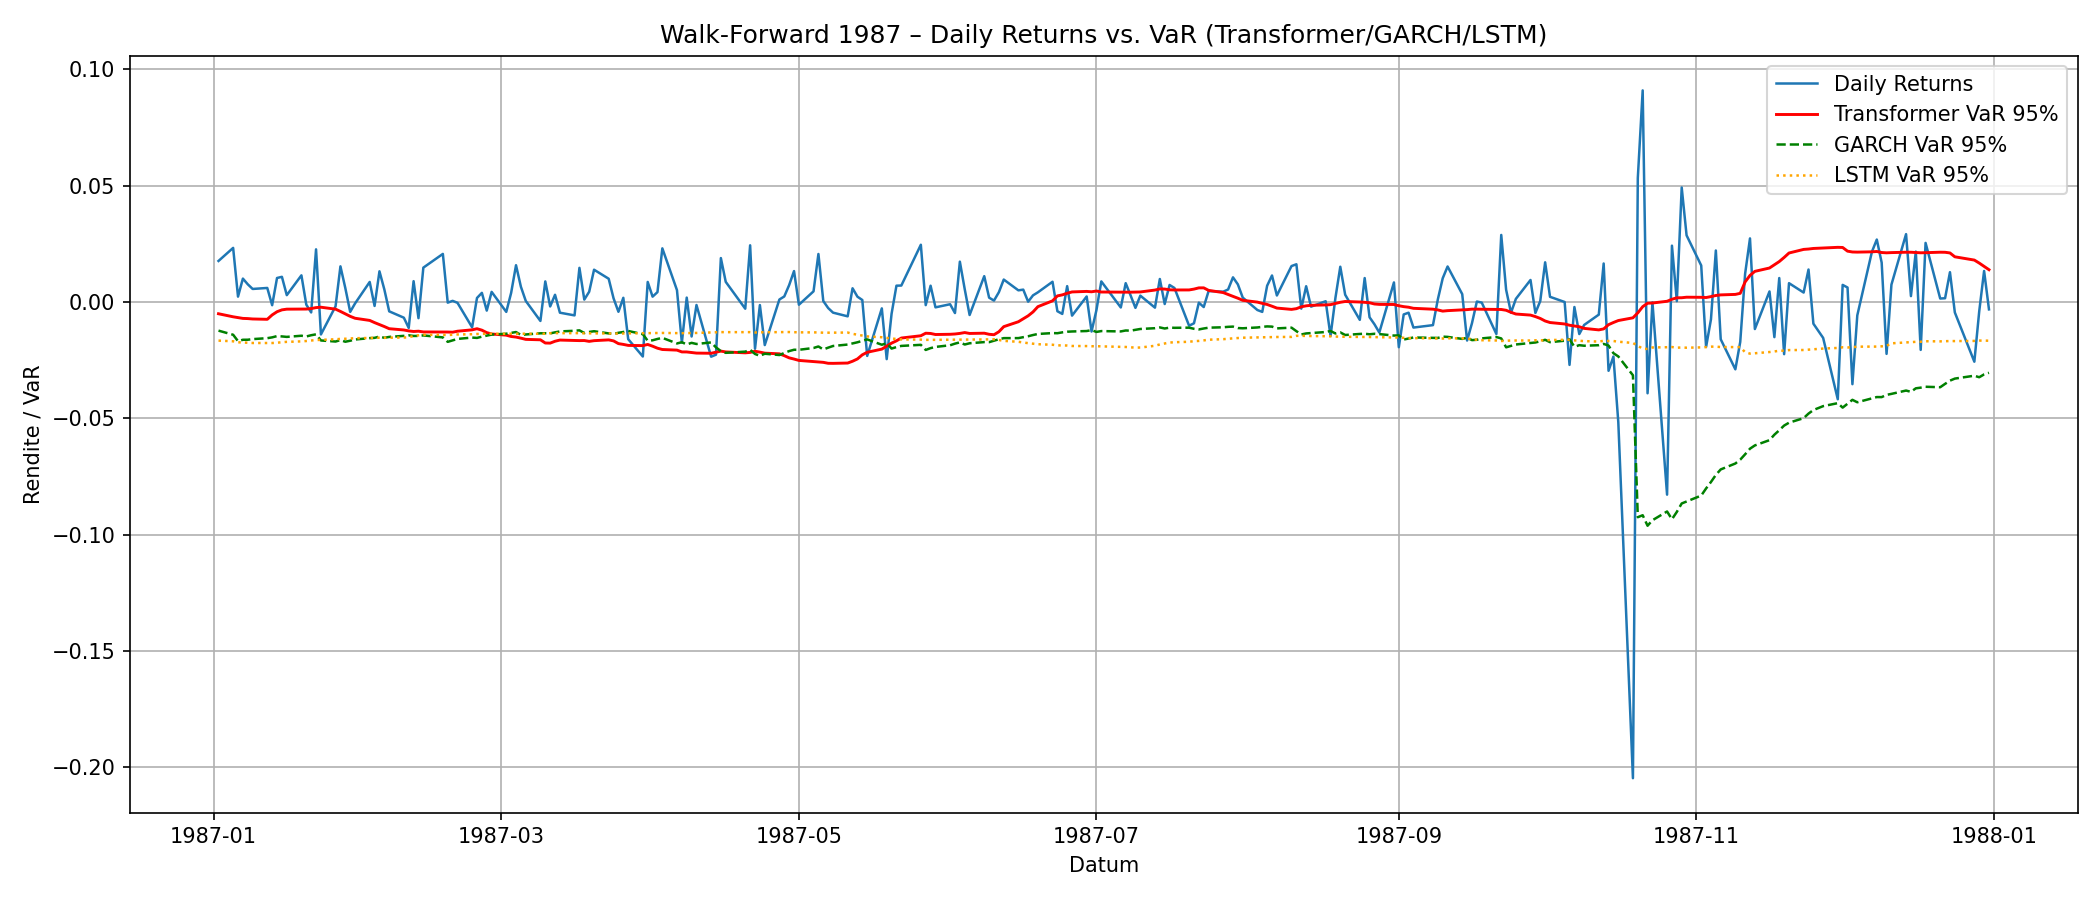 Walk-Forward 1987 – Daily Returns vs. VaR (Transformer/GARCH/LSTM)
Daily Returns
Transformer VaR 95%
GARCH VaR 95%
LSTM VaR 95%
Rendite / VaR
0.10
0.05
0.00
−0.05
−0.10
−0.15
−0.20
1987-01 1987-03 1987-05 1987-07 1987-09 1987-11 1988-01
Datum